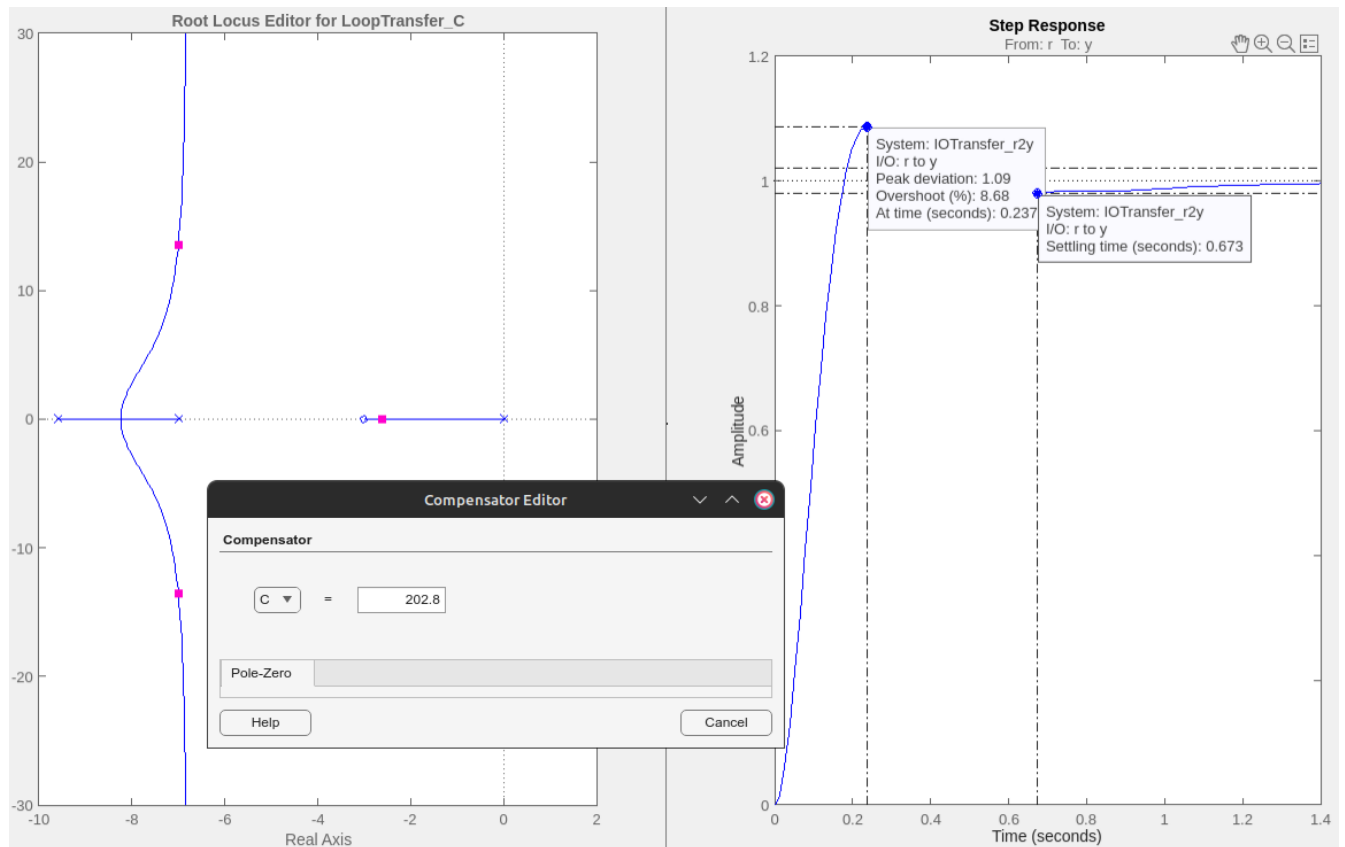 Root Locus Editor for LoopTransfer_C
30
20
10
0
-10
-20
-30
-10
-8
-6
-4
-2
0
2
Real Axis
Step Response
From: r To: y
1.2
1
0.8
0.6
0
Amplitude
0
0.2
0.4
0.6
0.8
1
1.2
1.4
Time (seconds)
System: IOTransfer_r2y
I/O: r to y
Peak deviation: 1.09
Overshoot (%): 8.68
At time (seconds): 0.237
System: IOTransfer_r2y
I/O: r to y
Settling time (seconds): 0.673
Compensator Editor
Compensator
C = 202.8
Pole-Zero
Help
Cancel